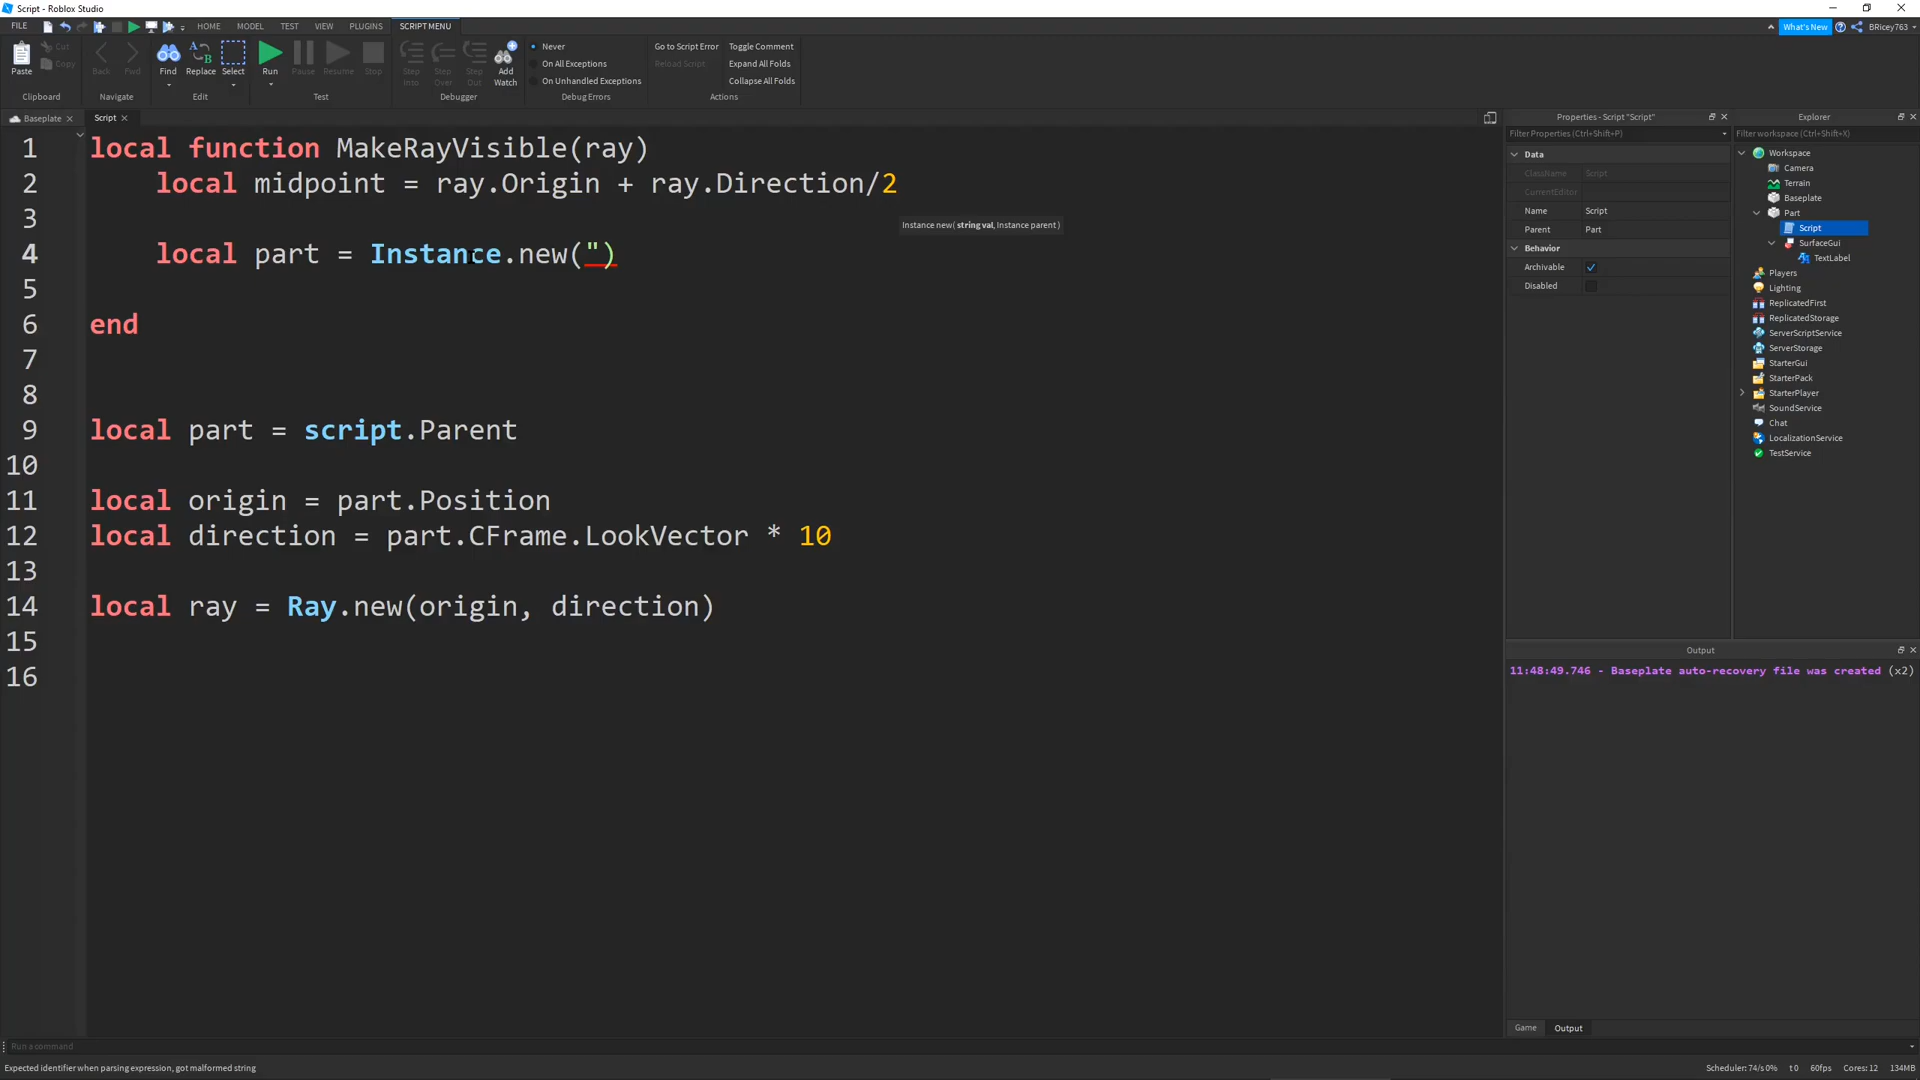 Script - Roblox Studio
FILE HOME MODEL TEST VIEW PLUGINS SCRIPT MENU What's New BRicey763
Paste Cut Copy Back Fwd Find Replace Select Run Pause Resume Stop Step Into Step Over Step Out Add Watch
Never
On All Exceptions
On Unhandled Exceptions
Go to Script Error
Reload Script
Toggle Comment
Expand All Folds
Collapse All Folds
Clipboard Navigate Edit Test Debugger Debug Errors Actions
Baseplate Script
1 local function MakeRayVisible(ray)
2 local midpoint = ray.Origin + ray.Direction/2
3
Instance new( string val, Instance parent )
4 local part = Instance.new(")
5
6 end
7
8
9 local part = script.Parent
10
11 local origin = part.Position
12 local direction = part.CFrame.LookVector * 10
13
14 local ray = Ray.new(origin, direction)
15
16
Properties - Script "Script"
Filter Properties (Ctrl+Shift+P)
Data
ClassName Script
CurrentEditor
Name Script
Parent Part
Behavior
Archivable
Disabled
Explorer
Filter workspace (Ctrl+Shift+X)
Workspace
Camera
Terrain
Baseplate
Part
Script
SurfaceGui
TextLabel
Players
Lighting
ReplicatedFirst
ReplicatedStorage
ServerScriptService
ServerStorage
StarterGui
StarterPack
StarterPlayer
SoundService
Chat
LocalizationService
TestService
Output
11:48:49.746 - Baseplate auto-recovery file was created (x2)
Game Output
Run a command
Expected identifier when parsing expression, got malformed string
Scheduler: 74/s 0% t 0 60fps Cores: 12 134MB